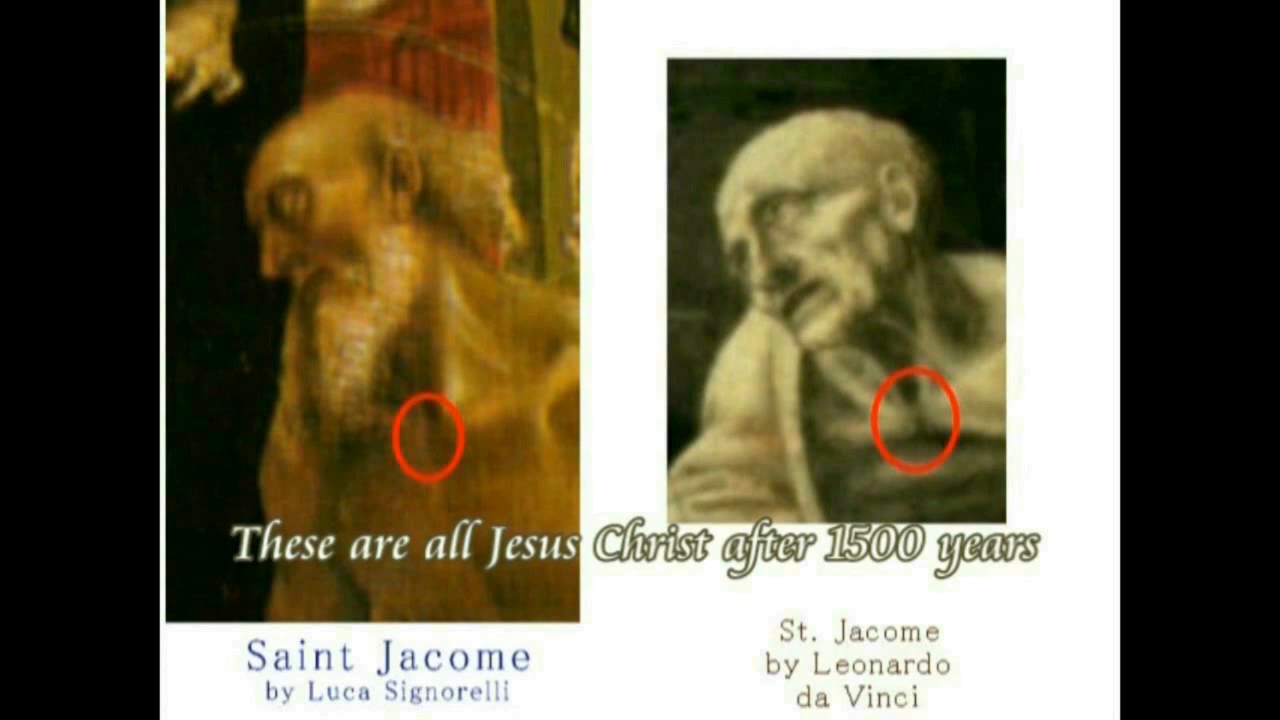 These are all Jesus Christ after 1500 years
Saint Jacome
by Luca Signorelli
St. Jacome
by Leonardo
da Vinci